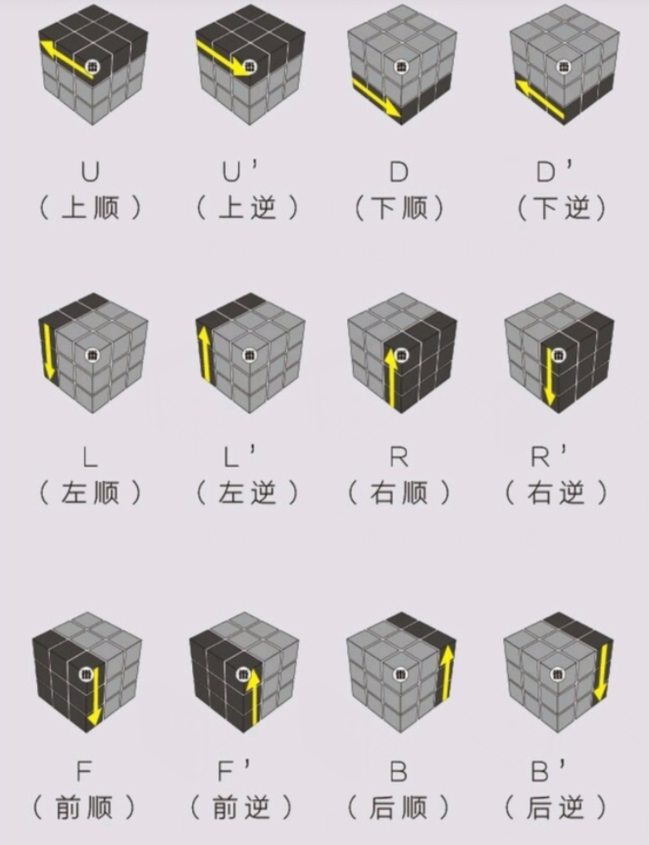 U U’ D D’
（上顺） （上逆） （下顺） （下逆）
L L’ R R’
（左顺） （左逆） （右顺） （右逆）
F F’ B B’
（前顺） （前逆） （后顺） （后逆）